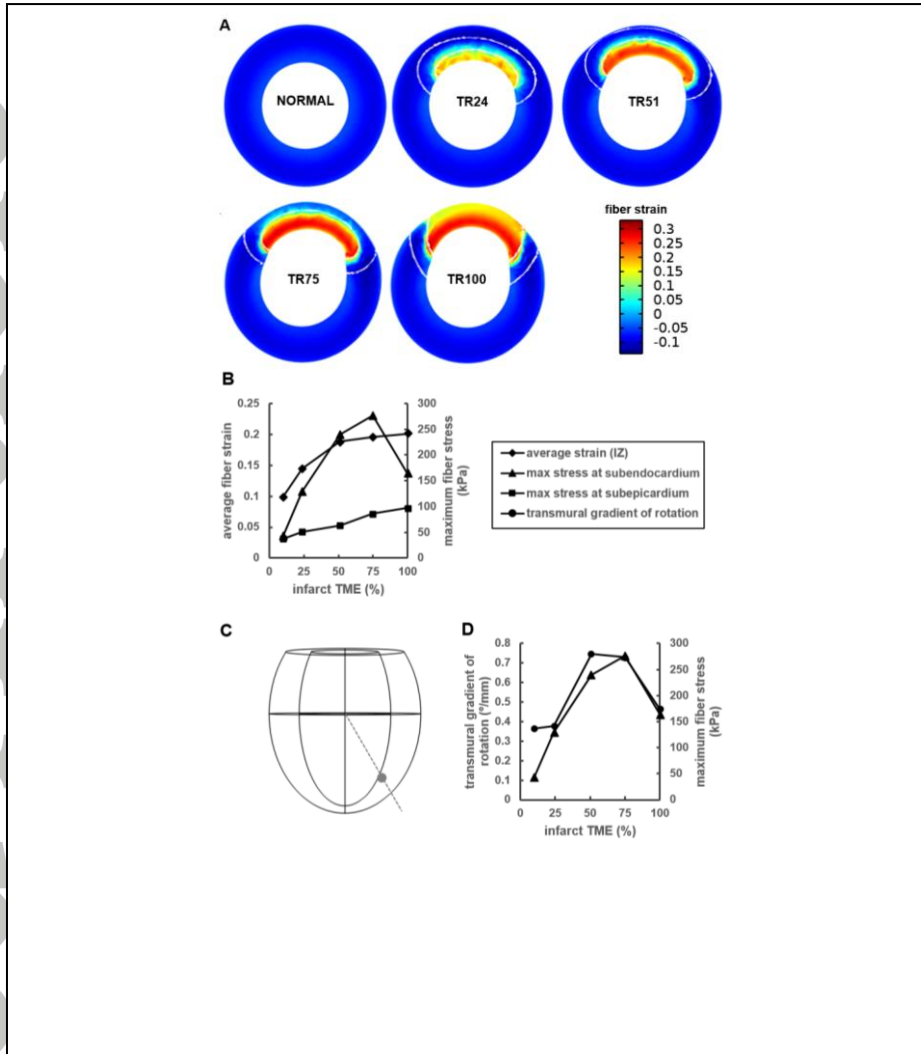 A
NORMAL
TR24
TR51
TR75
TR100
fiber strain
0.3
0.25
0.2
0.15
0.1
0.05
0
-0.05
-0.1
B
average fiber strain
0.25
0.2
0.15
0.1
0.05
0
300
250
200
150
100
50
0
maximum fiber stress
(kPa)
0 25 50 75 100
infarct TME (%)
average strain (IZ)
max stress at subendocardium
max stress at subepicardium
transmural gradient of rotation
C
D
transmural gradient of
rotation (°/mm)
0.8
0.7
0.6
0.5
0.4
0.3
0.2
0.1
0
300
250
200
150
100
50
0
maximum fiber stress
(kPa)
0 25 50 75 100
infarct TME (%)